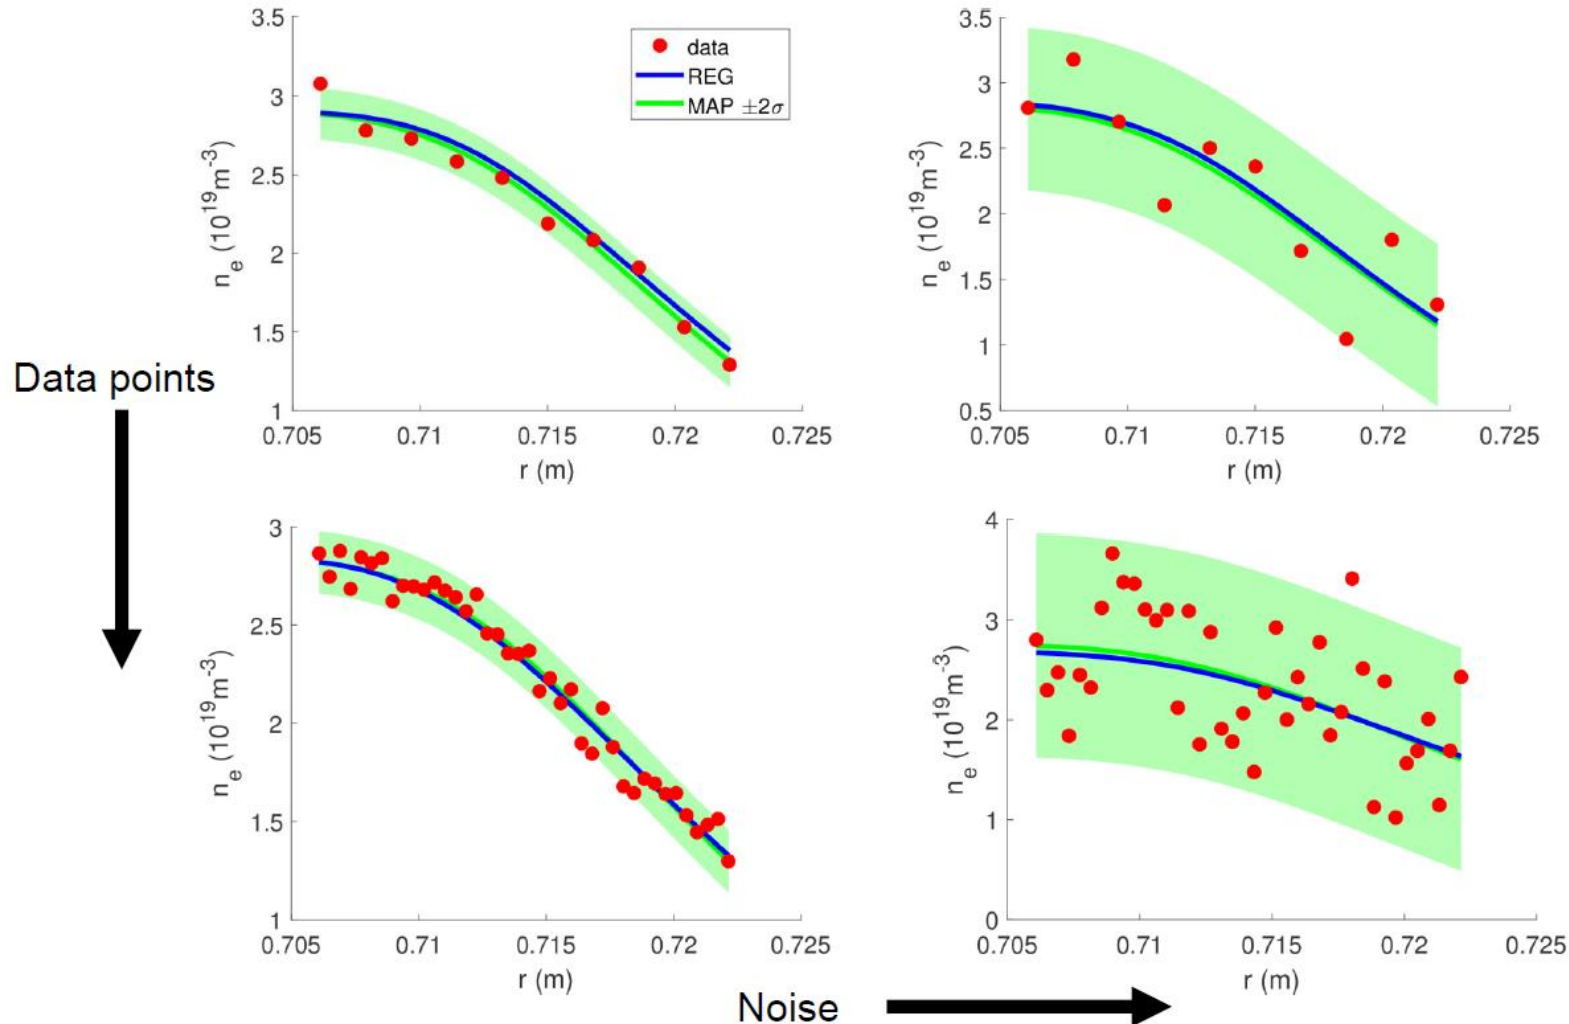 3.5
3
2.5
2
1.5
1
0.705 0.71 0.715 0.72 0.725
r (m)
n_e (10^19 m^-3)
data
REG
MAP ±2σ
3.5
3
2.5
2
1.5
1
0.5
0.705 0.71 0.715 0.72 0.725
r (m)
n_e (10^19 m^-3)
Data points
3
2.5
2
1.5
1
0.705 0.71 0.715 0.72 0.725
r (m)
n_e (10^19 m^-3)
4
3
2
1
0
0.705 0.71 0.715 0.72 0.725
r (m)
n_e (10^19 m^-3)
Noise